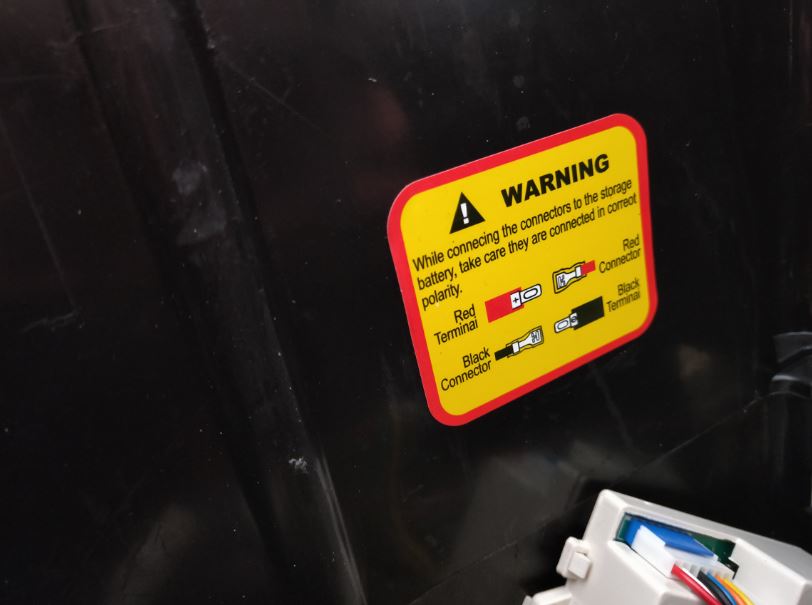 WARNING
While connecing the connectors to the storage
battery, take care they are connected in correot
polarity.
Red
Terminal
Red
Connector
Black
Connector
Black
Terminal